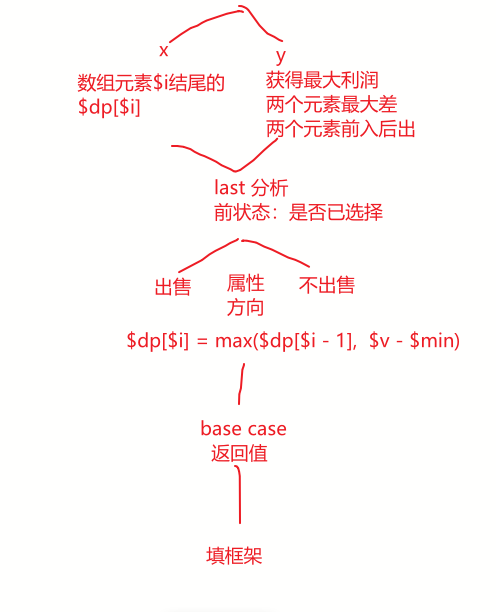 x
y
数组元素$i结尾的
$dp[$i]
获得最大利润
两个元素最大差
两个元素前入后出
last 分析
前状态：是否已选择
出售
属性
方向
不出售
$dp[$i] = max($dp[$i - 1], $v - $min)
base case
返回值
填框架